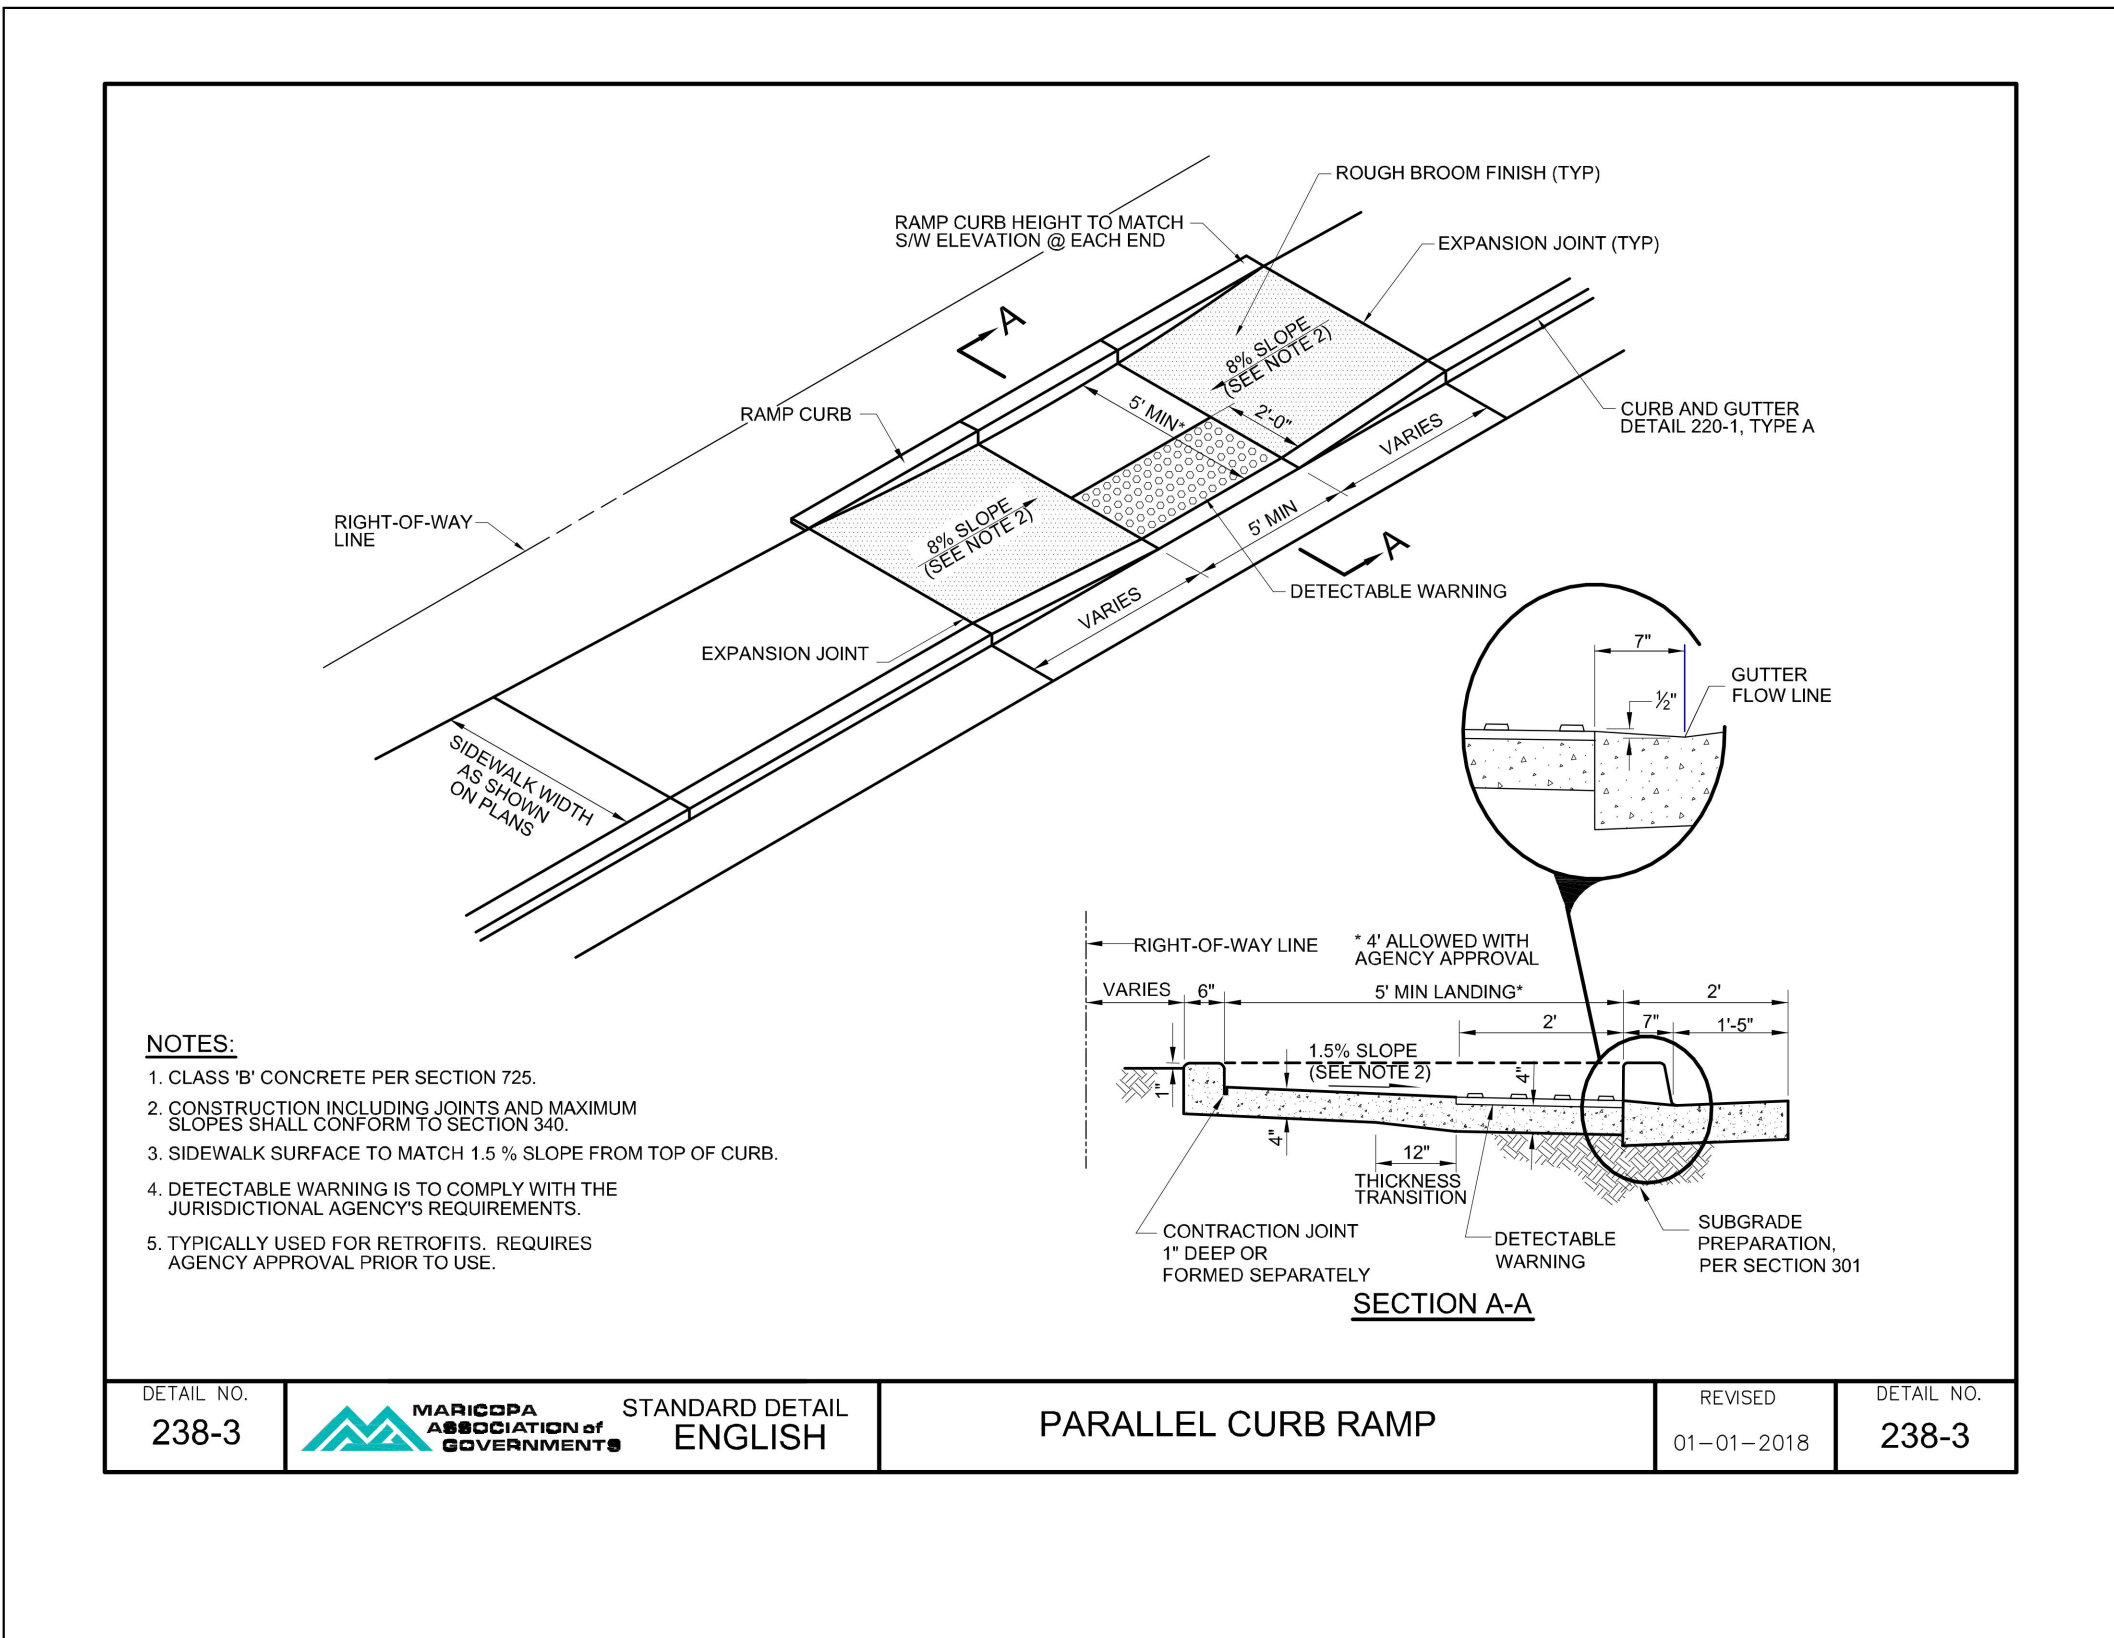 ROUGH BROOM FINISH (TYP)
RAMP CURB HEIGHT TO MATCH
S/W ELEVATION @ EACH END
EXPANSION JOINT (TYP)
A
8% SLOPE
(SEE NOTE 2)
5' MIN*
2'-0"
RAMP CURB
VARIES
CURB AND GUTTER
DETAIL 220-1, TYPE A
RIGHT-OF-WAY
LINE
8% SLOPE
(SEE NOTE 2)
5' MIN
A
VARIES
DETECTABLE WARNING
EXPANSION JOINT
SIDEWALK WIDTH
AS SHOWN
ON PLANS
7"
½"
GUTTER
FLOW LINE
RIGHT-OF-WAY LINE
* 4' ALLOWED WITH
AGENCY APPROVAL
VARIES
6"
5' MIN LANDING*
2'
2'
7"
1'-5"
1.5% SLOPE
(SEE NOTE 2)
1"
4"
4"
12"
THICKNESS
TRANSITION
CONTRACTION JOINT
1" DEEP OR
FORMED SEPARATELY
DETECTABLE
WARNING
SUBGRADE
PREPARATION,
PER SECTION 301
SECTION A-A
NOTES:
1. CLASS 'B' CONCRETE PER SECTION 725.
2. CONSTRUCTION INCLUDING JOINTS AND MAXIMUM
SLOPES SHALL CONFORM TO SECTION 340.
3. SIDEWALK SURFACE TO MATCH 1.5 % SLOPE FROM TOP OF CURB.
4. DETECTABLE WARNING IS TO COMPLY WITH THE
JURISDICTIONAL AGENCY'S REQUIREMENTS.
5. TYPICALLY USED FOR RETROFITS. REQUIRES
AGENCY APPROVAL PRIOR TO USE.
DETAIL NO.
238-3
MARICOPA
ASSOCIATION of
GOVERNMENTS
STANDARD DETAIL
ENGLISH
PARALLEL CURB RAMP
REVISED
01-01-2018
DETAIL NO.
238-3